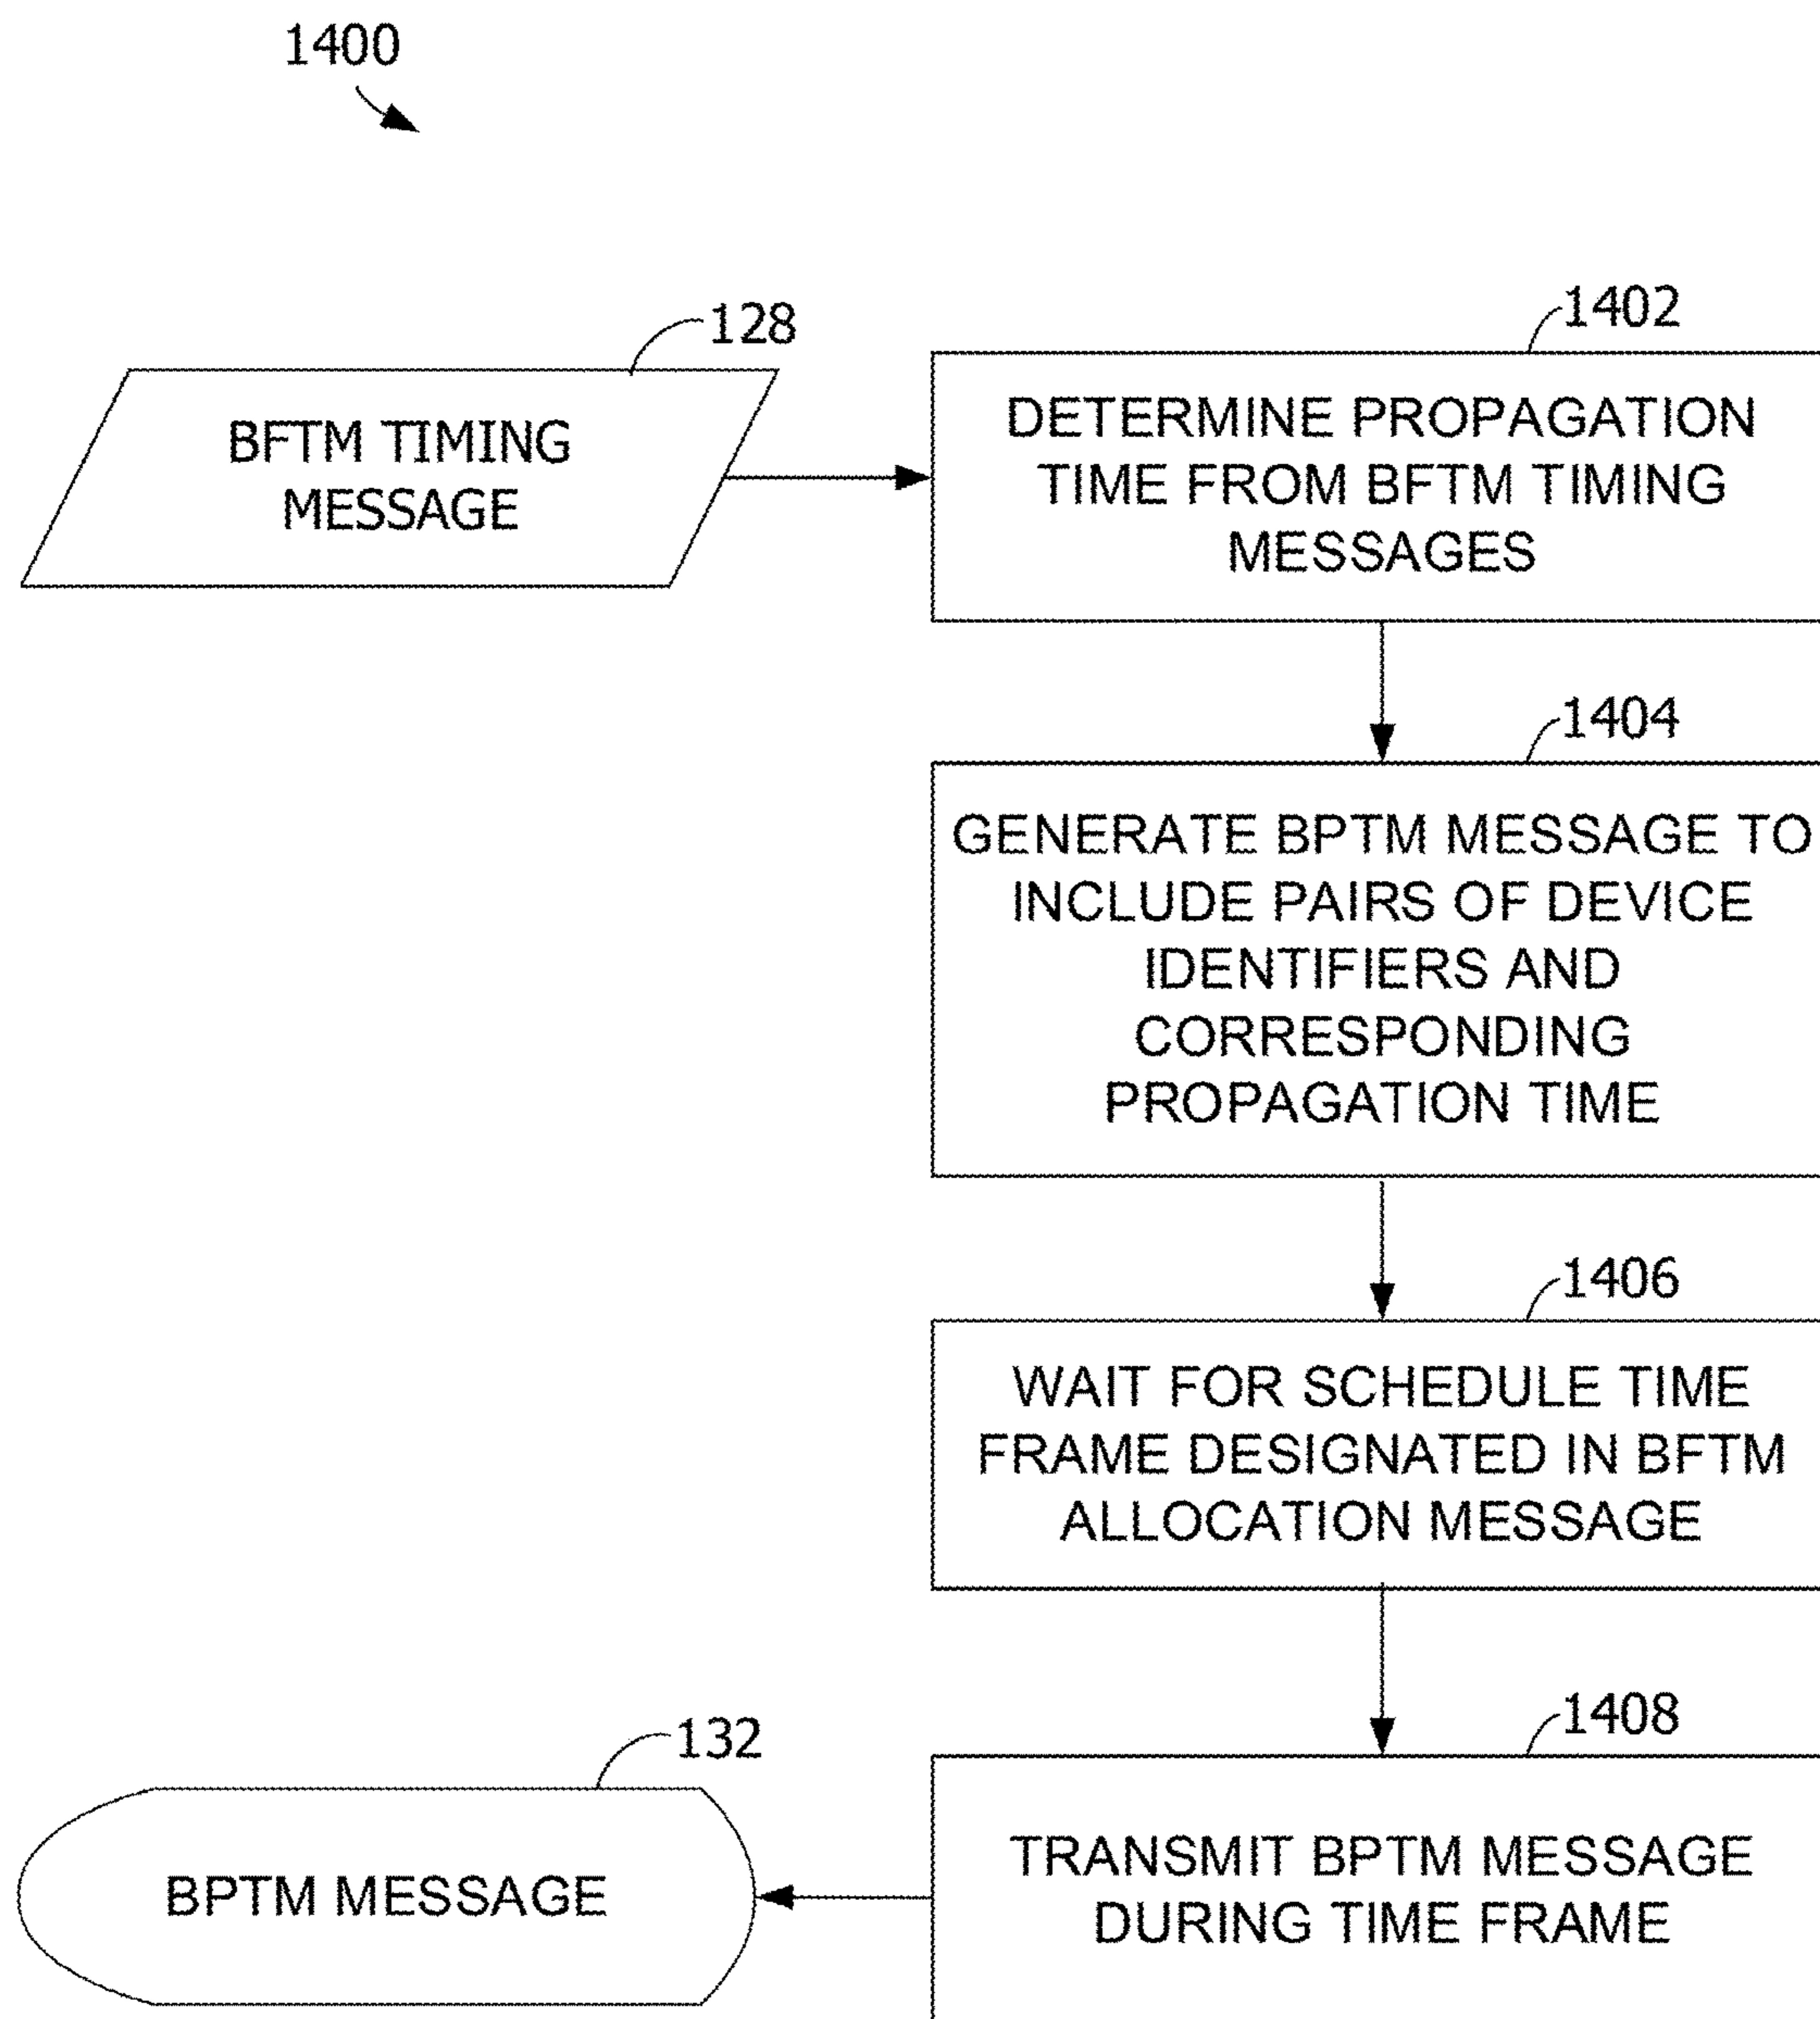 1400
128
BFTM TIMING
MESSAGE
1402
DETERMINE PROPAGATION
TIME FROM BFTM TIMING
MESSAGES
1404
GENERATE BPTM MESSAGE TO
INCLUDE PAIRS OF DEVICE
IDENTIFIERS AND
CORRESPONDING
PROPAGATION TIME
1406
WAIT FOR SCHEDULE TIME
FRAME DESIGNATED IN BFTM
ALLOCATION MESSAGE
1408
TRANSMIT BPTM MESSAGE
DURING TIME FRAME
132
BPTM MESSAGE